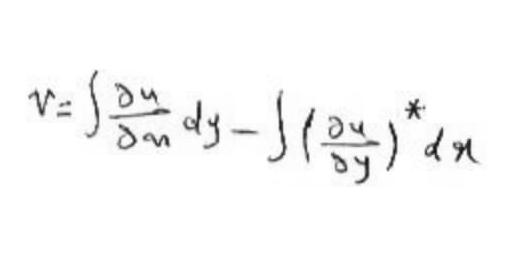 v = ∫ ∂u/∂x dy − ∫ (∂u/∂y)* dx